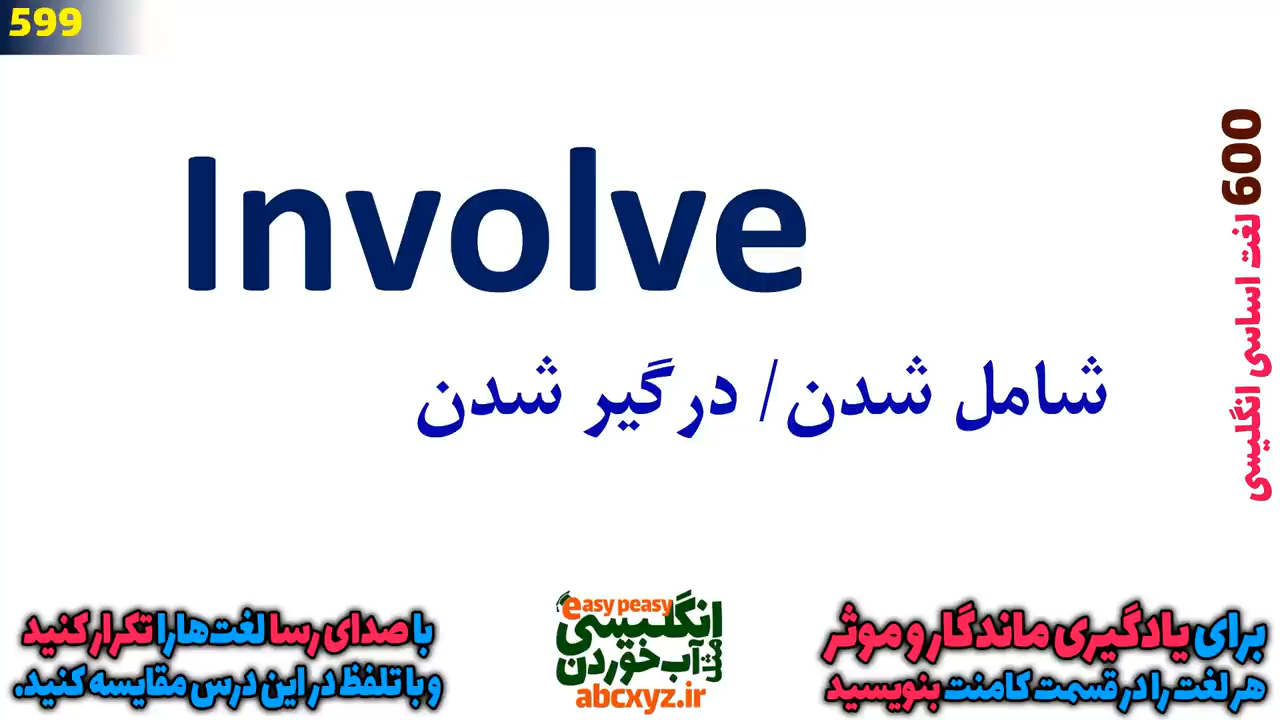 599
Involve
شامل شدن/ درگیر شدن
600 لغت اساسی انگلیسی
برای یادگیری ماندگار و موثر
هر لغت را در قسمت کامنت بنویسید
easy peasy
انگلیسی
مثل آب خوردن
abcxyz.ir
با صدای رسا لغت‌ها را تکرار کنید
و با تلفظ در این درس مقایسه کنید.